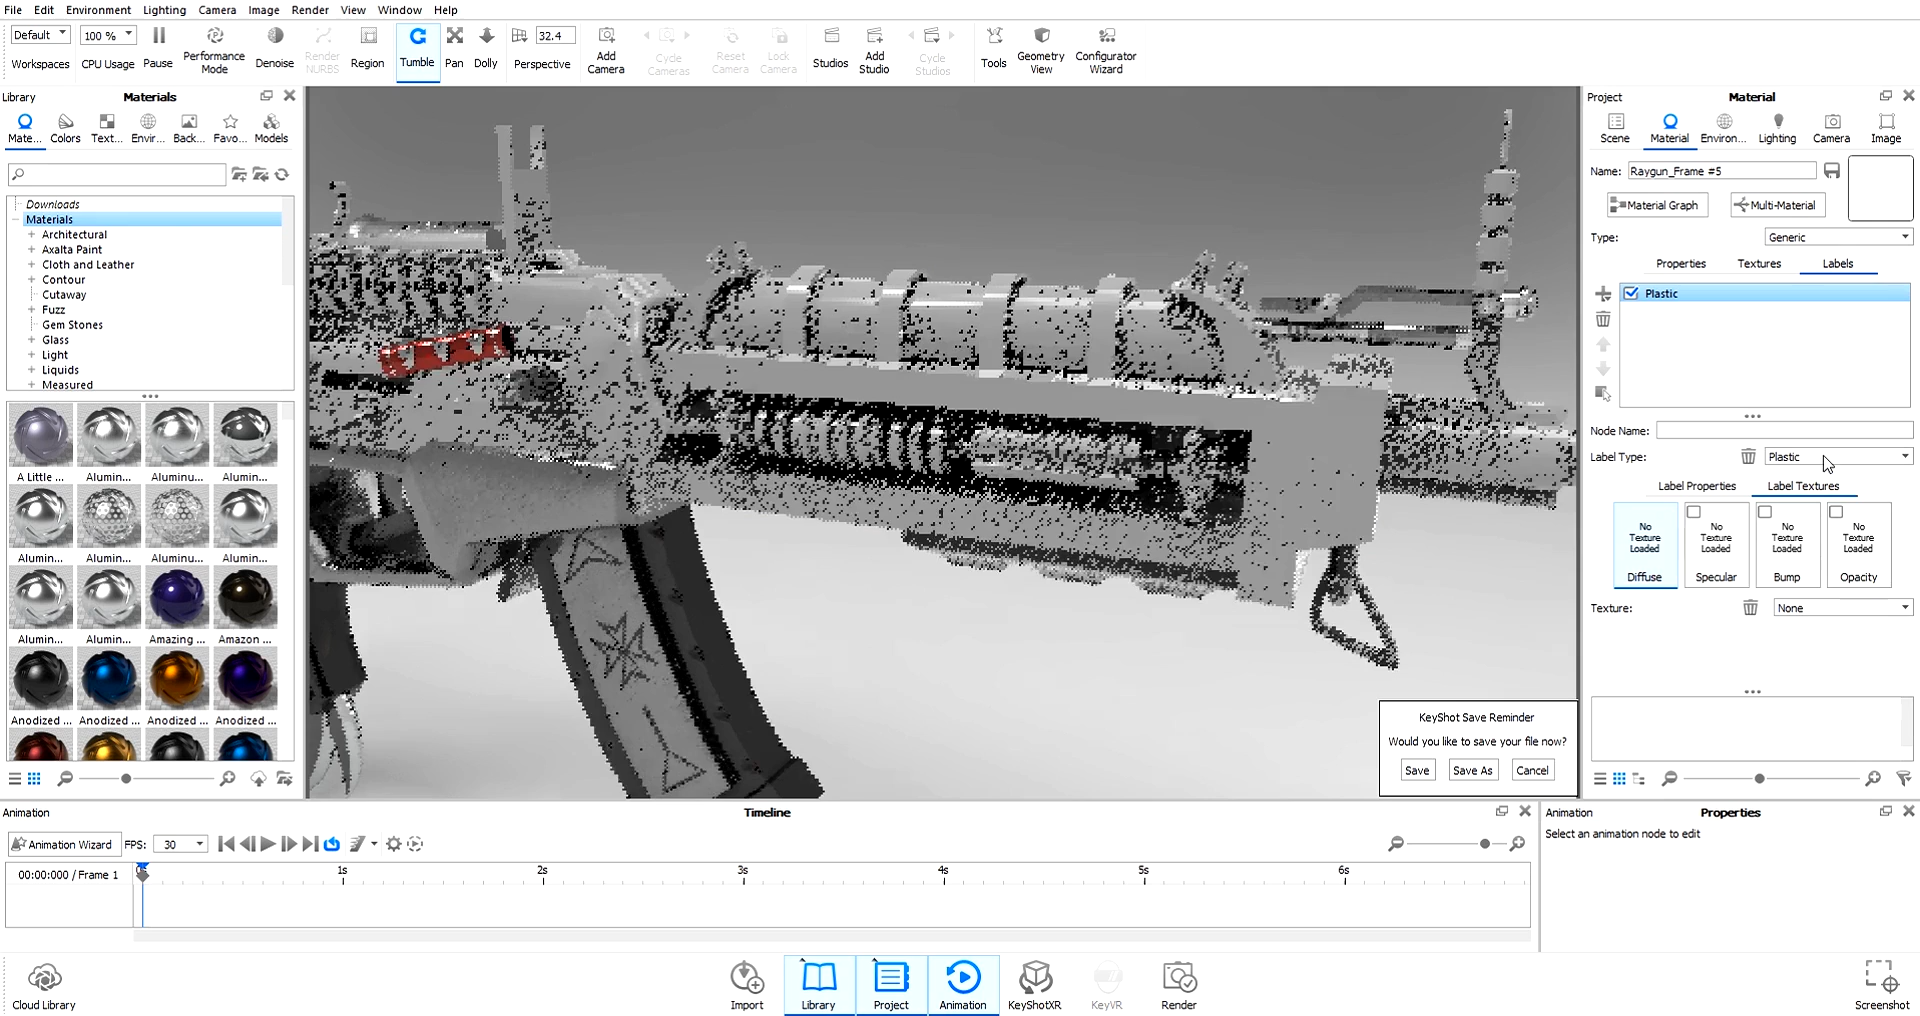 File Edit Environment Lighting Camera Image Render View Window Help
Default 100 % 32.4
Workspaces CPU Usage Pause Performance Mode Denoise Render NURBS Region Tumble Pan Dolly Perspective Add Camera Cycle Cameras Reset Camera Lock Camera Studios Add Studio Cycle Studios Tools Geometry View Configurator Wizard
Library Materials
Mate... Colors Text... Envir... Back... Favo... Models
Downloads
Materials
Architectural
Axalta Paint
Cloth and Leather
Contour
Cutaway
Fuzz
Gem Stones
Glass
Light
Liquids
Measured
A Little ... Alumin... Aluminu... Alumin...
Alumin... Alumin... Aluminu... Alumin...
Alumin... Alumin... Amazing ... Amazon ...
Anodized ... Anodized ... Anodized ... Anodized ...
Project Material
Scene Material Environ... Lighting Camera Image
Name: Raygun_Frame #5
Material Graph Multi-Material
Type: Generic
Properties Textures Labels
Plastic
Node Name:
Label Type: Plastic
Label Properties Label Textures
No Texture Loaded No Texture Loaded No Texture Loaded No Texture Loaded
Diffuse Specular Bump Opacity
Texture: None
KeyShot Save Reminder
Would you like to save your file now?
Save Save As Cancel
Animation Timeline
Animation Wizard FPS: 30
00:00:000 / Frame 1 1s 2s 3s 4s 5s 6s
Animation Properties
Select an animation node to edit
Cloud Library Import Library Project Animation KeyShotXR KeyVR Render Screenshot